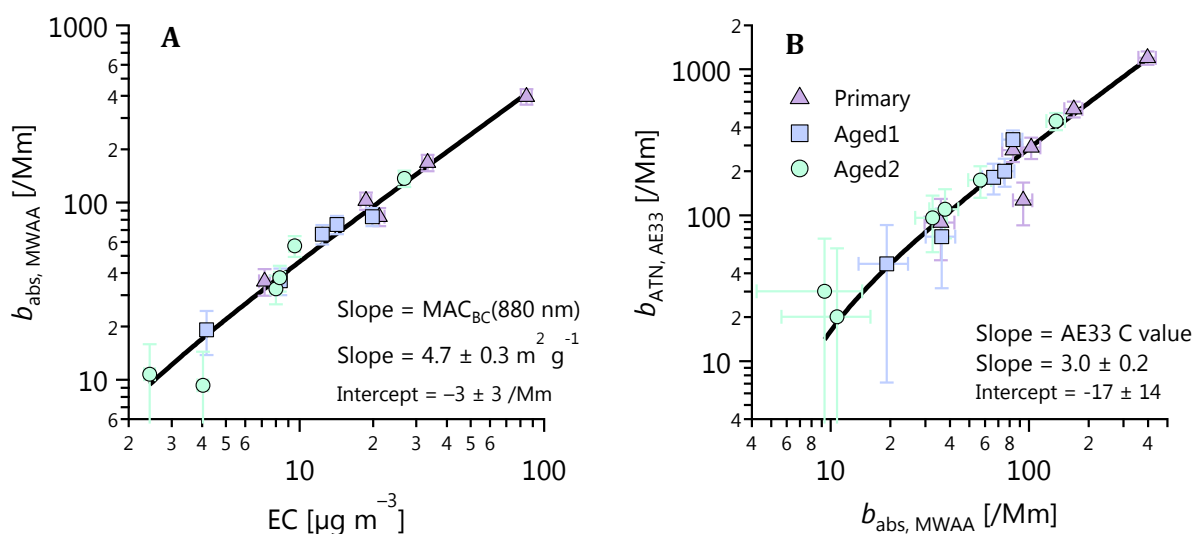 A
1000
6
4
2
100
6
4
2
10
6
b abs, MWAA [/Mm]
2 3 4 5 6 10 2 3 4 5 6 100
EC [µg m⁻³]
Slope = MAC_BC(880 nm)
Slope = 4.7 ± 0.3 m² g⁻¹
Intercept = –3 ± 3 /Mm
B
2
1000
4
2
100
4
2
10
4
b ATN, AE33 [/Mm]
Primary
Aged1
Aged2
4 6 8 10 2 4 6 8 100 2 4
b abs, MWAA [/Mm]
Slope = AE33 C value
Slope = 3.0 ± 0.2
Intercept = -17 ± 14